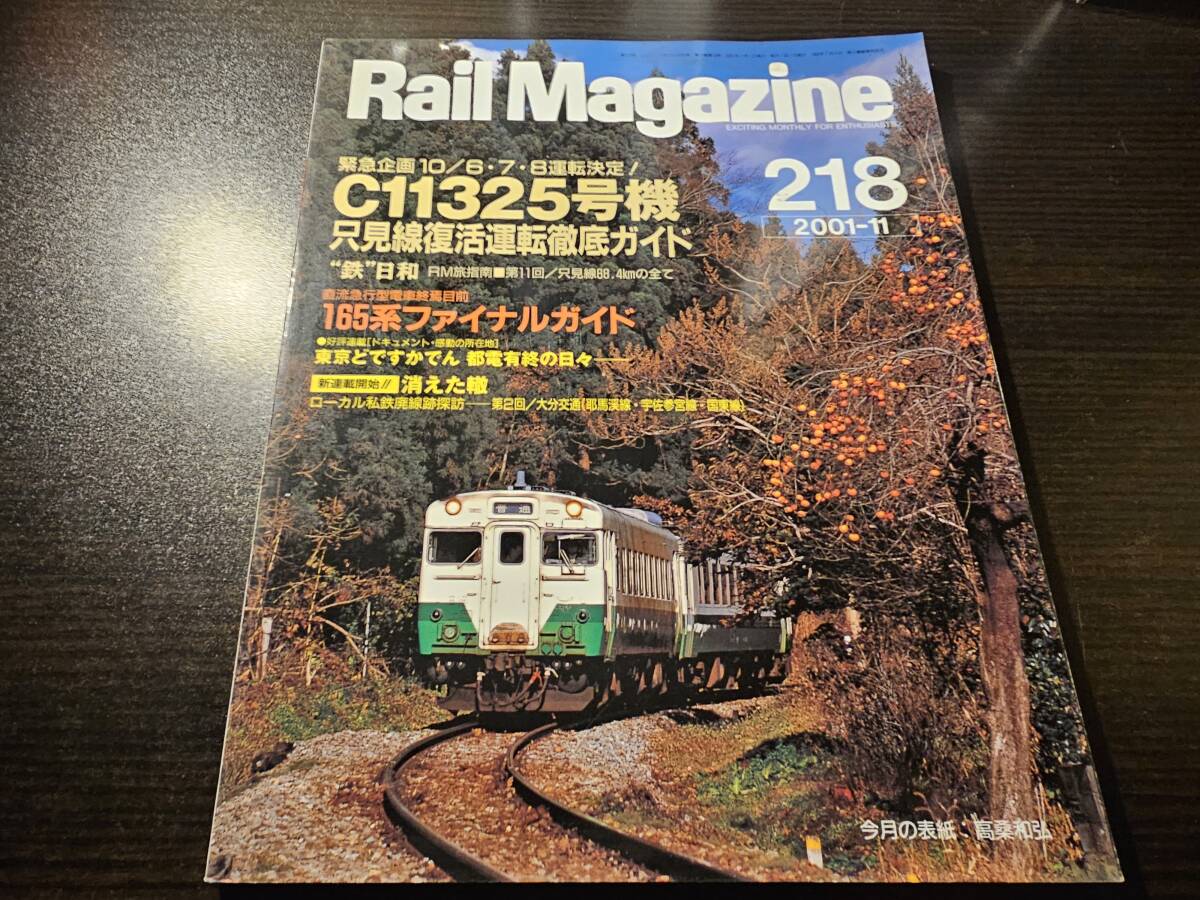 Rail Magazine
EXCITING MONTHLY FOR ENTHUSIASTS
218
2001-11
緊急企画10/6・7・8運転決定!
C11325号機
只見線復活運転徹底ガイド
“鉄”日和 RM旅指南■第11回/只見線88.4kmの全て
直流急行型電車終焉目前
165系ファイナルガイド
●好評連載[ドキュメント・感動の所在地]
東京どですかでん 都電有終の日々──
新連載開始!! 消えた轍
ローカル私鉄廃線跡探訪──第2回/大分交通(耶馬渓線・宇佐参宮線・国東線)
普通
今月の表紙:高桑和弘